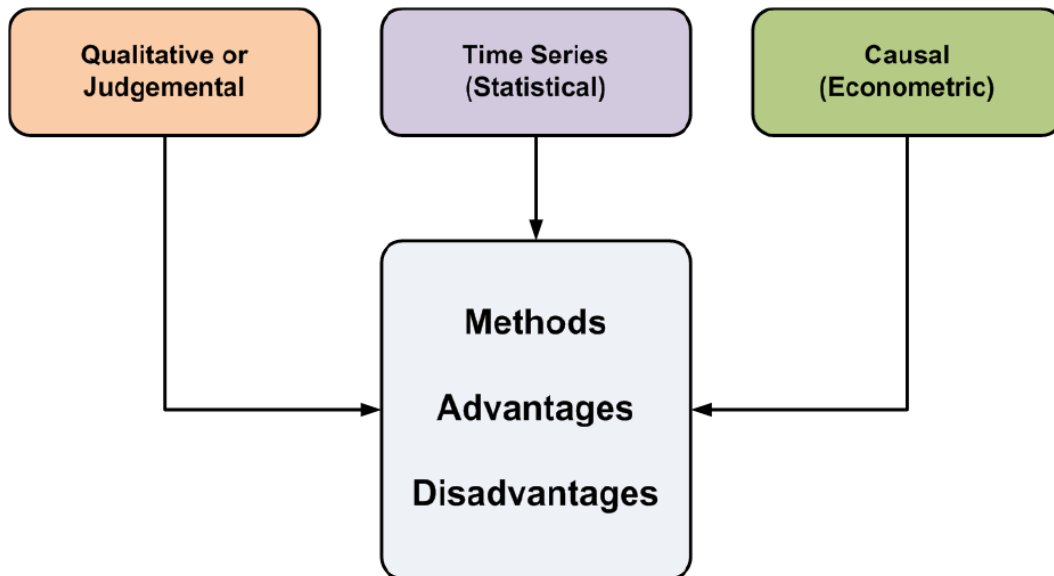 Qualitative or
Judgemental
Time Series
(Statistical)
Causal
(Econometric)
Methods
Advantages
Disadvantages